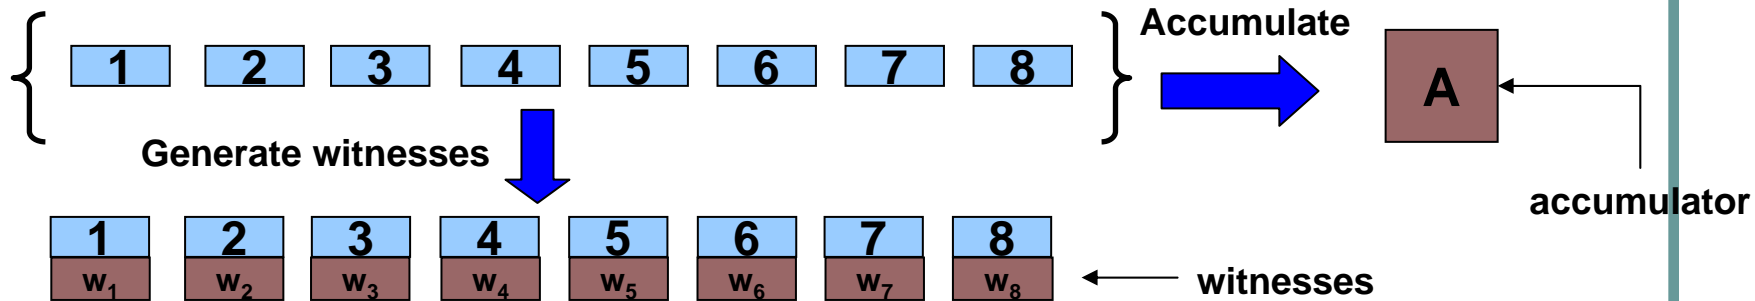 Accumulate
1 2 3 4 5 6 7 8
A
Generate witnesses
accumulator
1 2 3 4 5 6 7 8
w₁ w₂ w₃ w₄ w₅ w₆ w₇ w₈
witnesses